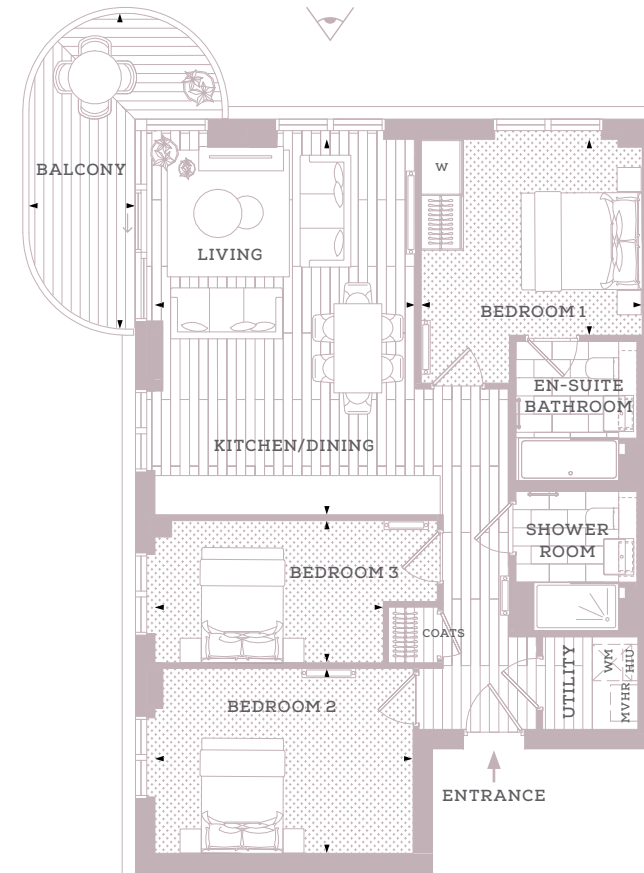 BALCONY
W
LIVING
BEDROOM 1
EN-SUITE
BATHROOM
KITCHEN/DINING
SHOWER
ROOM
BEDROOM 3
COATS
UTILITY
WM
HIU
MVHR
BEDROOM 2
ENTRANCE